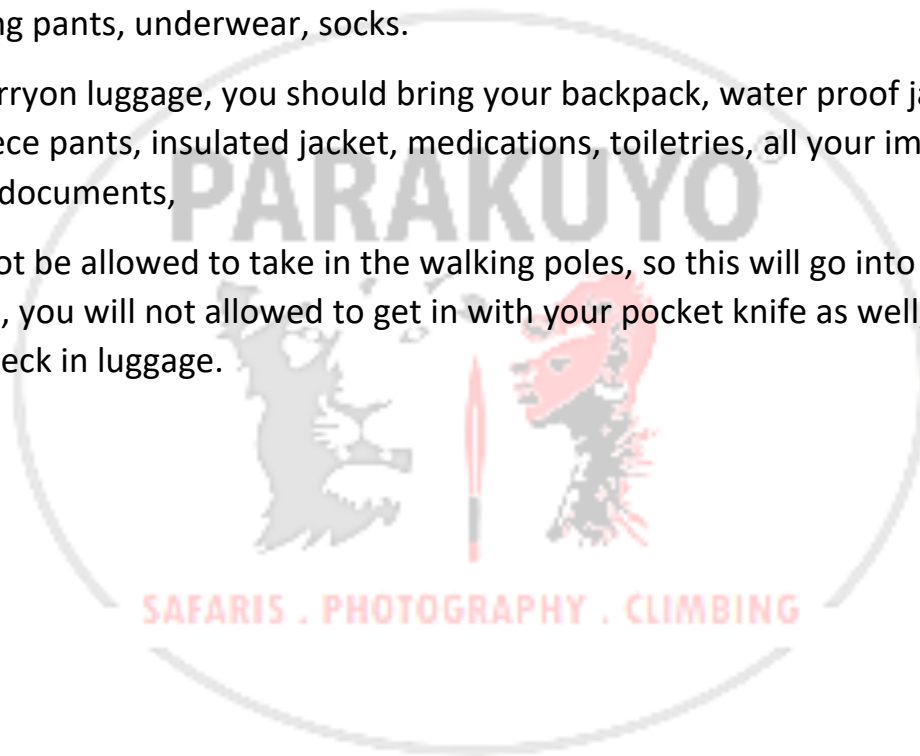 ng pants, underwear, socks.
rryon luggage, you should bring your backpack, water proof ja
ece pants, insulated jacket, medications, toiletries, all your im
documents,
ot be allowed to take in the walking poles, so this will go into
, you will not allowed to get in with your pocket knife as well
eck in luggage.
PARAKUYO
SAFARIS . PHOTOGRAPHY . CLIMBING